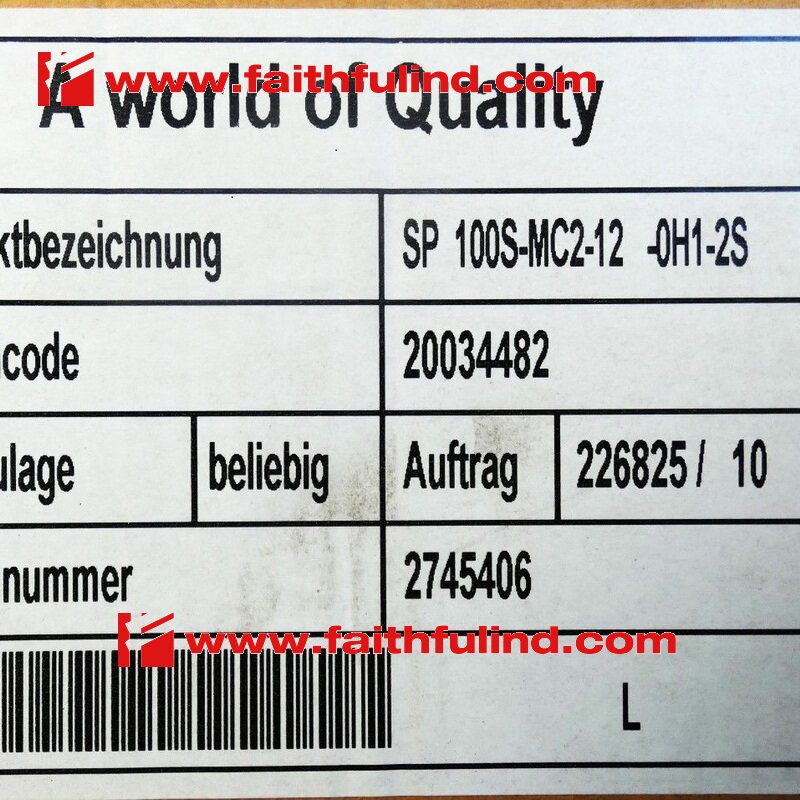 www.faithfulind.com
A world of Quality
ktbezeichnung SP 100S-MC2-12 -0H1-2S
code 20034482
ulage beliebig Auftrag 226825 / 10
nummer 2745406
www.faithfulind.com
L